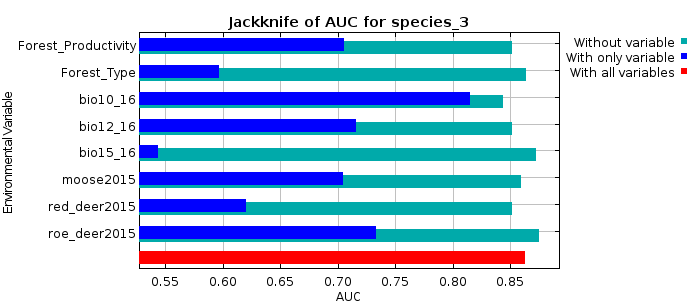 Jackknife of AUC for species_3
Forest_Productivity
Forest_Type
bio10_16
bio12_16
bio15_16
moose2015
red_deer2015
roe_deer2015
Environmental Variable
0.55 0.60 0.65 0.70 0.75 0.80 0.85
AUC
Without variable
With only variable
With all variables